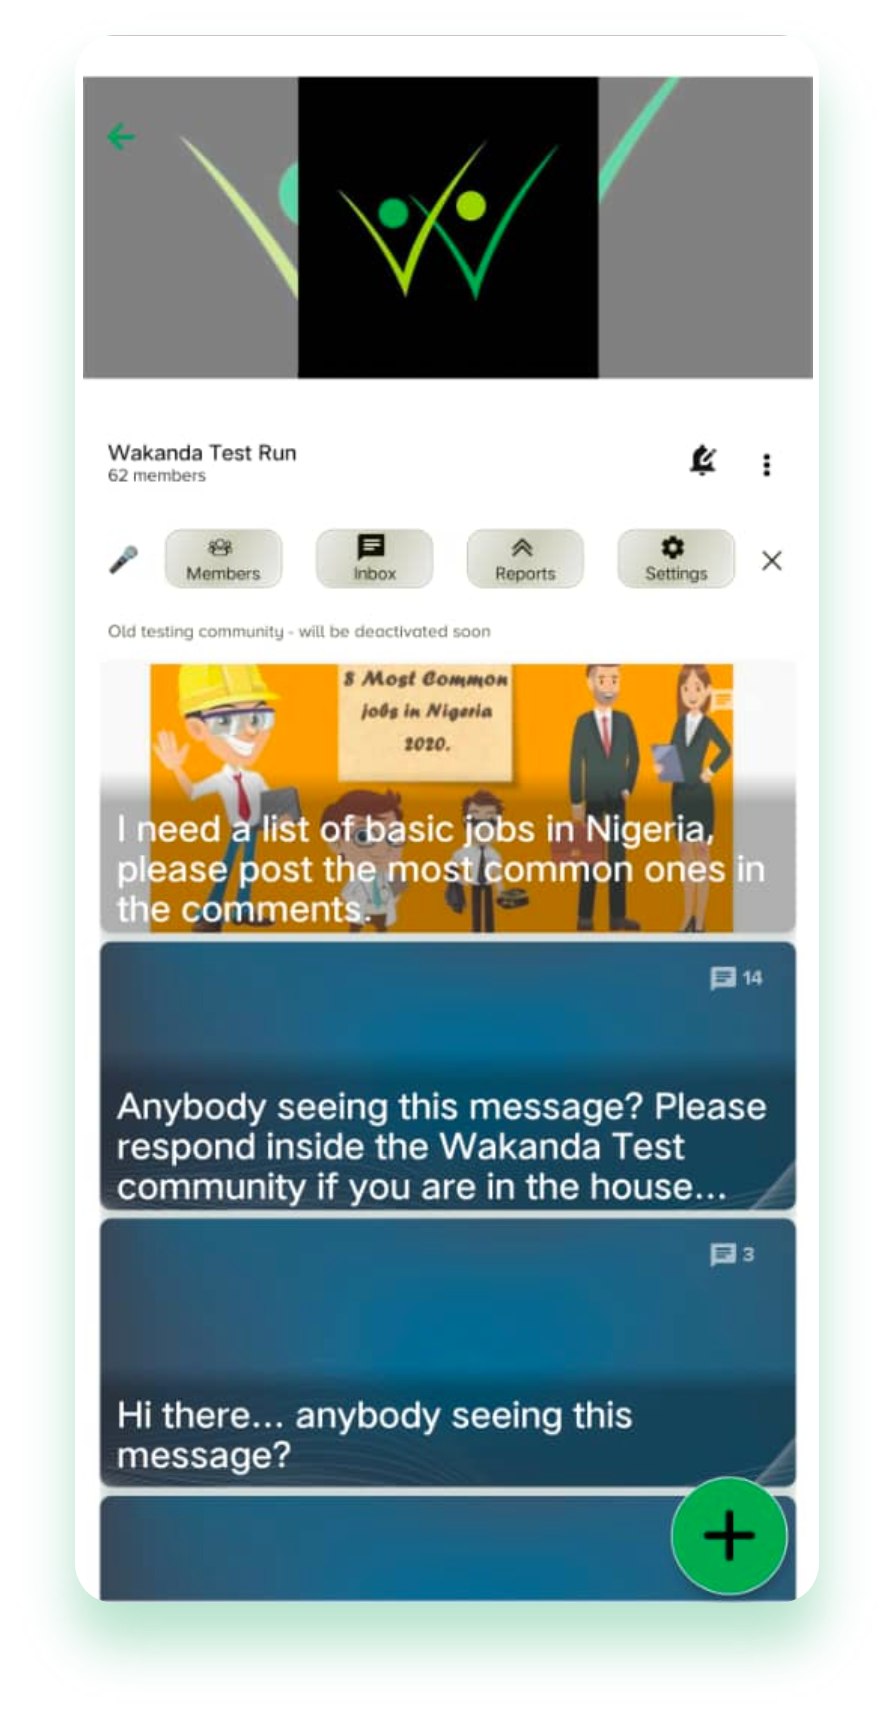 Wakanda Test Run
62 members
Members
Inbox
Reports
Settings
Old testing community - will be deactivated soon
8 Most Common
jobs in Nigeria
2020.
I need a list of basic jobs in Nigeria,
please post the most common ones in
the comments.
14
Anybody seeing this message? Please
respond inside the Wakanda Test
community if you are in the house...
3
Hi there... anybody seeing this
message?